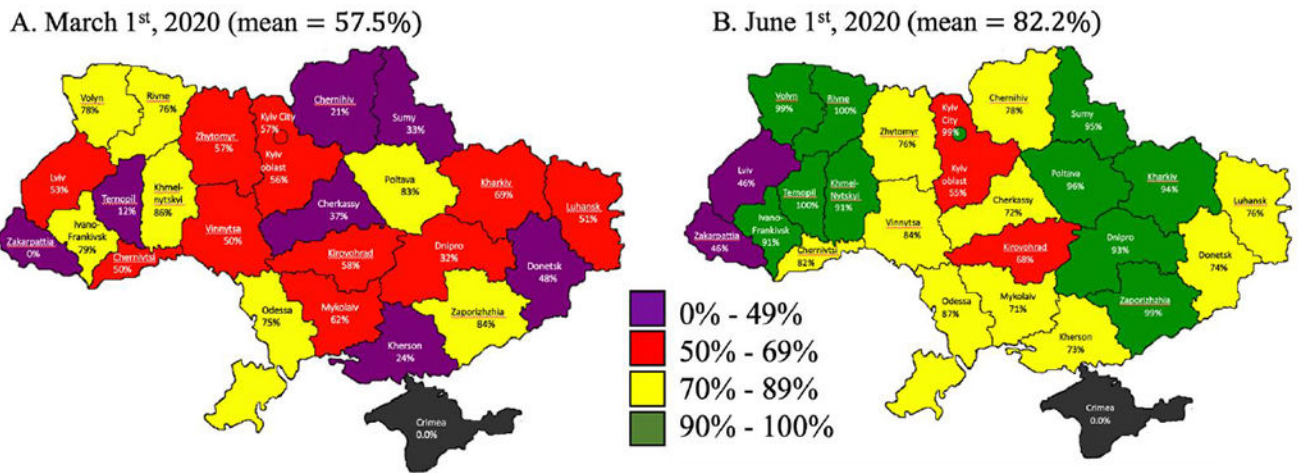 A. March 1st, 2020 (mean = 57.5%)
Volyn
78%
Rivne
76%
Zhytomyr
57%
Kyiv City
57%
Kyiv
oblast
56%
Chernihiv
21%
Sumy
33%
Lviv
53%
Ternopil
12%
Khmel-
nytskyi
86%
Vinnytsa
50%
Cherkassy
37%
Poltava
83%
Kharkiv
69%
Luhansk
51%
Zakarpattia
0%
Ivano-
Frankivsk
79%
Chernivtsi
50%
Kirovohrad
58%
Dnipro
32%
Donetsk
48%
Odessa
75%
Mykolaiv
62%
Zaporizhzhia
84%
Kherson
24%
Crimea
0.0%
0% - 49%
50% - 69%
70% - 89%
90% - 100%
B. June 1st, 2020 (mean = 82.2%)
Volyn
99%
Rivne
100%
Zhytomyr
76%
Kyiv
City
99%
Kyiv
oblast
55%
Chernihiv
78%
Sumy
95%
Lviv
46%
Ternopil
100%
Khmel-
Nytskyi
91%
Vinnytsa
84%
Cherkassy
72%
Poltava
96%
Kharkiv
94%
Luhansk
76%
Zakarpattia
46%
Ivano-
Frankivsk
91%
Chernivtsi
82%
Kirovohrad
68%
Dnipro
93%
Donetsk
74%
Odessa
87%
Mykolaiv
71%
Zaporizhzhia
99%
Kherson
73%
Crimea
0.0%